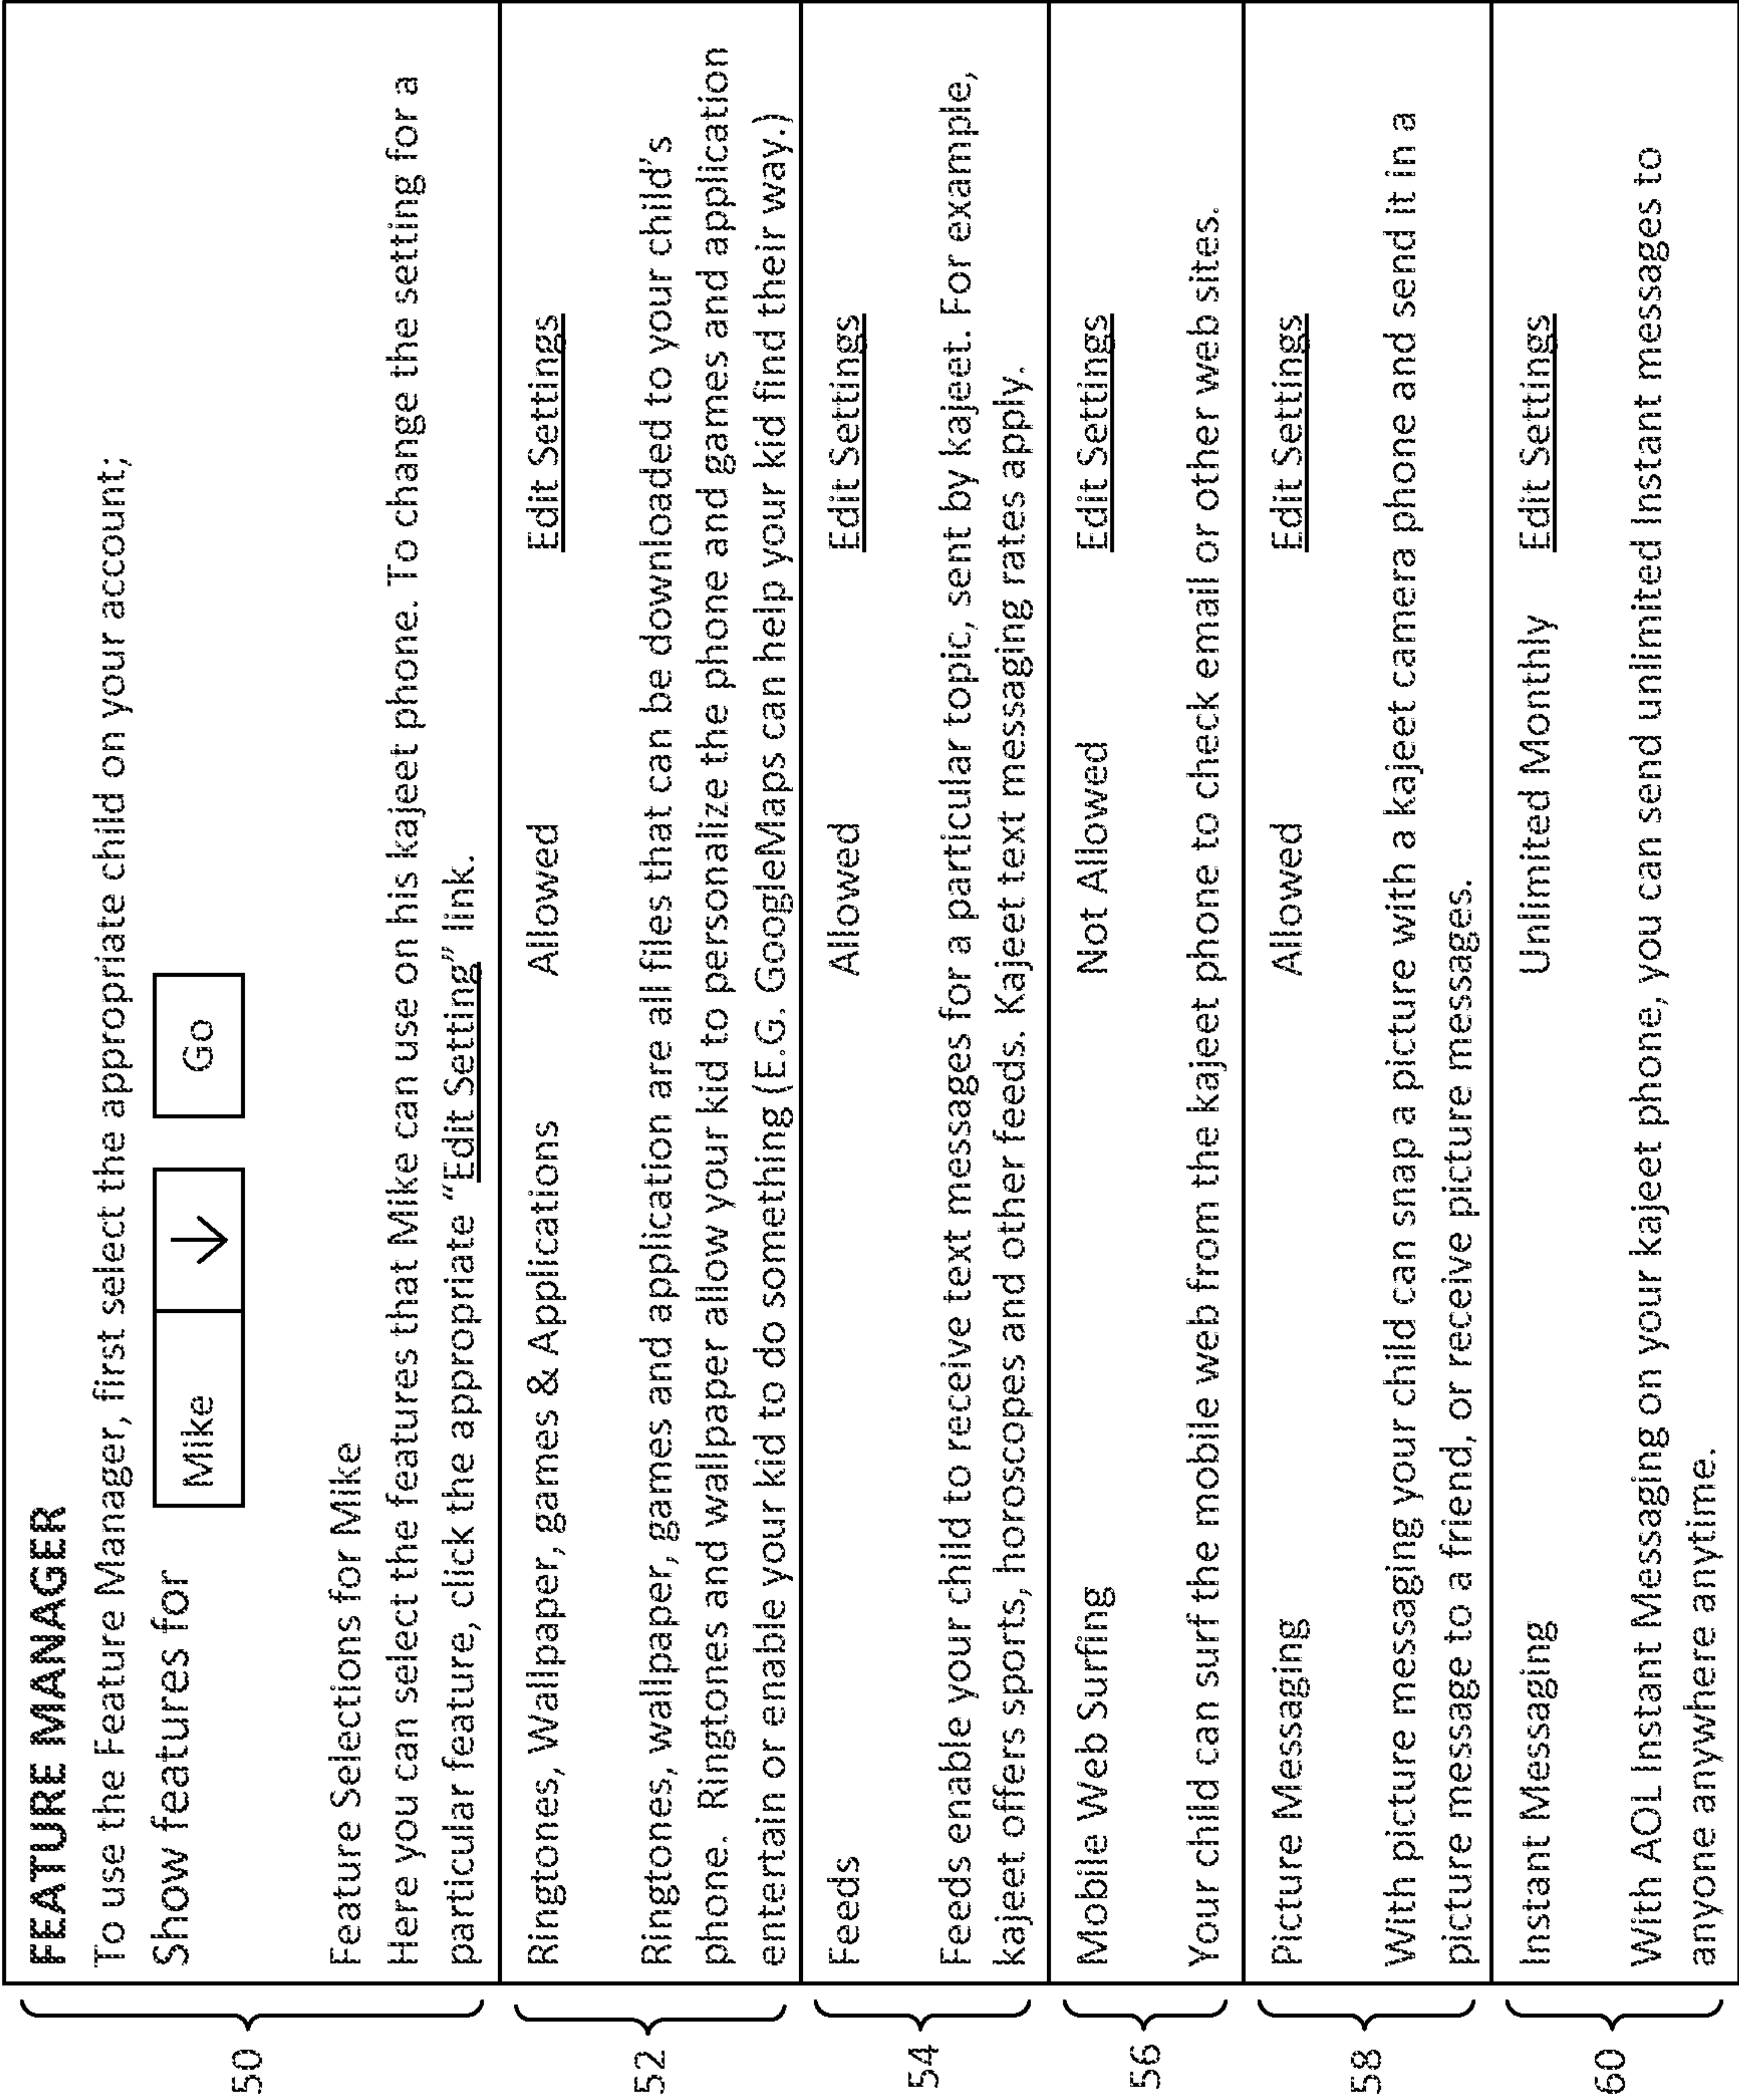 FEATURE MANAGER
To use the Feature Manager, first select the appropriate child on your account;
Show features for Mike Go
50
Feature Selections for Mike
Here you can select the features that Mike can use on his kajeet phone. To change the setting for a
particular feature, click the appropriate “Edit Setting” link.
Ringtones, Wallpaper, games & Applications Allowed Edit Settings
52
Ringtones, wallpaper, games and application are all files that can be downloaded to your child’s
phone. Ringtones and wallpaper allow your kid to personalize the phone and games and application
entertain or enable your kid to do something (E.G. GoogleMaps can help your kid find their way.)
Feeds Allowed Edit Settings
54
Feeds enable your child to receive text messages for a particular topic, sent by kajeet. For example,
kajeet offers sports, horoscopes and other feeds. Kajeet text messaging rates apply.
Mobile Web Surfing Not Allowed Edit Settings
56
Your child can surf the mobile web from the kajeet phone to check email or other web sites.
Picture Messaging Allowed Edit Settings
58
With picture messaging your child can snap a picture with a kajeet camera phone and send it in a
picture message to a friend, or receive picture messages.
Instant Messaging Unlimited Monthly Edit Settings
60
With AOL Instant Messaging on your kajeet phone, you can send unlimited Instant messages to
anyone anywhere anytime.